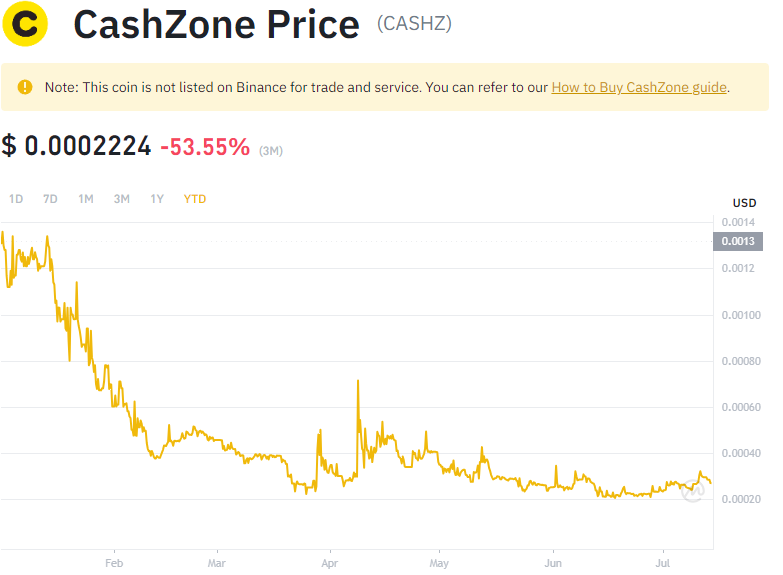 CashZone Price (CASHZ)
Note: This coin is not listed on Binance for trade and service. You can refer to our How to Buy CashZone guide.
$ 0.0002224 -53.55% (3M)
1D 7D 1M 3M 1Y YTD
USD
0.0014
0.0013
0.0012
0.00100
0.00080
0.00060
0.00040
0.00020
Feb Mar Apr May Jun Jul